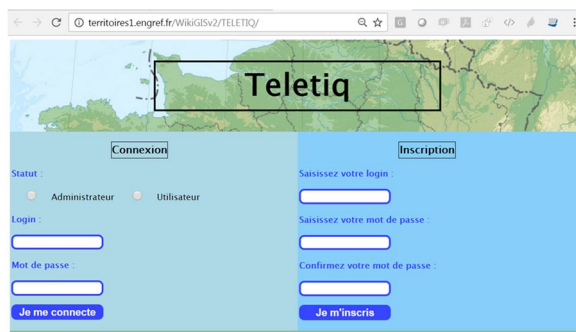 territoires1.engref.fr/WikiGISv2/TELETIQ/
Teletiq
Connexion
Statut :
Administrateur Utilisateur
Login :
Mot de passe :
Je me connecte
Inscription
Saisissez votre login :
Saisissez votre mot de passe :
Confirmez votre mot de passe :
Je m'inscris